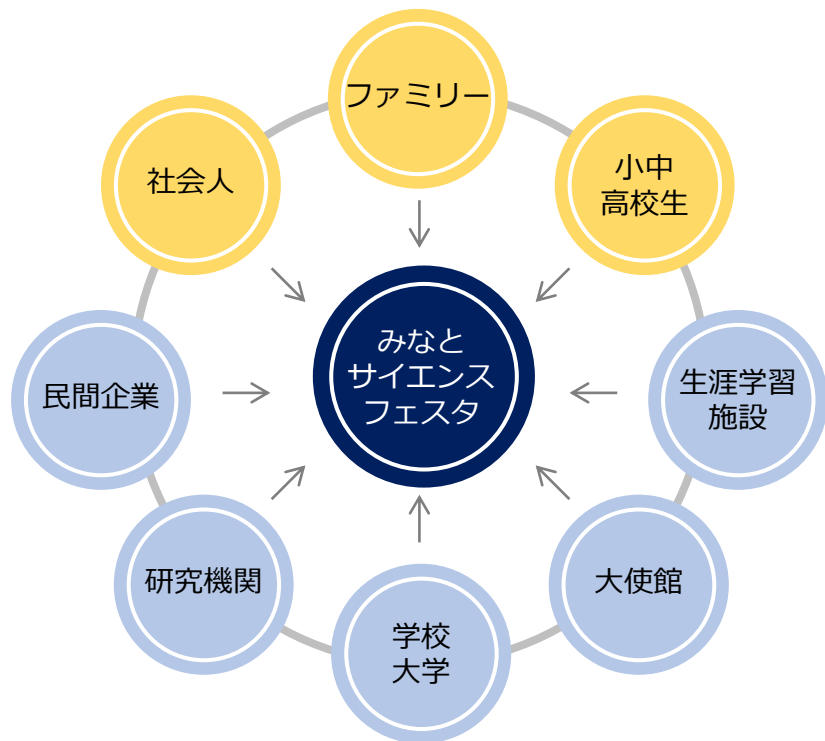 ファミリー
小中
高校生
生涯学習
施設
大使館
学校
大学
研究機関
民間企業
社会人
みなと
サイエンス
フェスタ